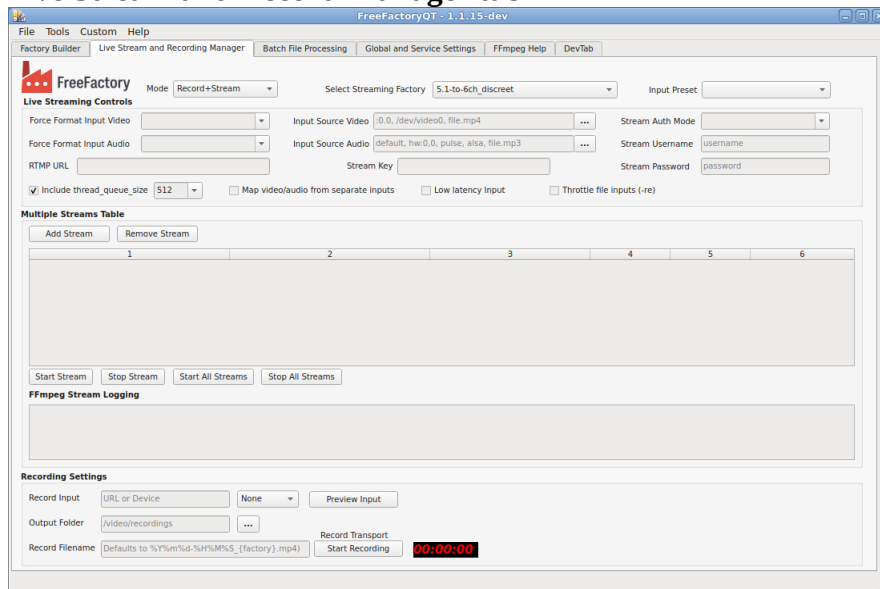 FreeFactoryQT - 1.1.15-dev
File Tools Custom Help
Factory Builder Live Stream and Recording Manager Batch File Processing Global and Service Settings FFmpeg Help DevTab
FreeFactory Mode Record+Stream Select Streaming Factory 5.1-to-6ch_discreet Input Preset
Live Streaming Controls
Force Format Input Video Input Source Video :0.0, /dev/video0, file.mp4 ... Stream Auth Mode
Force Format Input Audio Input Source Audio default, hw:0,0, pulse, alsa, file.mp3 ... Stream Username username
RTMP URL Stream Key Stream Password password
Include thread_queue_size 512 Map video/audio from separate inputs Low latency Input Throttle file inputs (-re)
Multiple Streams Table
Add Stream Remove Stream
1 2 3 4 5 6
Start Stream Stop Stream Start All Streams Stop All Streams
FFmpeg Stream Logging
Recording Settings
Record Input URL or Device None Preview Input
Output Folder /video/recordings ...
Record Transport
Record Filename Defaults to %Y%m%d-%H%M%S_{factory}.mp4) Start Recording 00:00:00